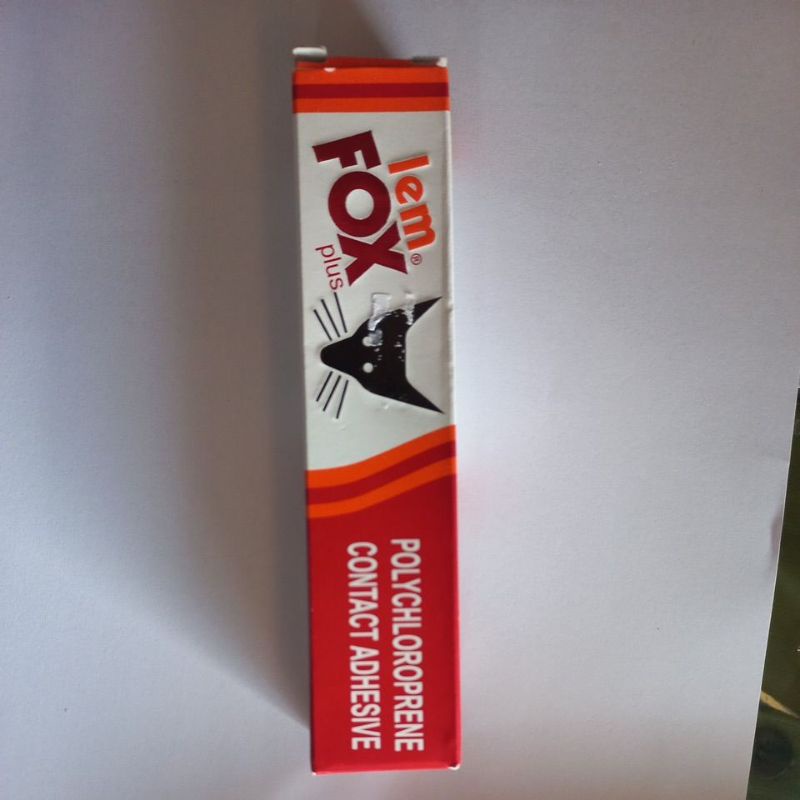 lem
FOX®
plus
POLYCHLOROPRENE
CONTACT ADHESIVE